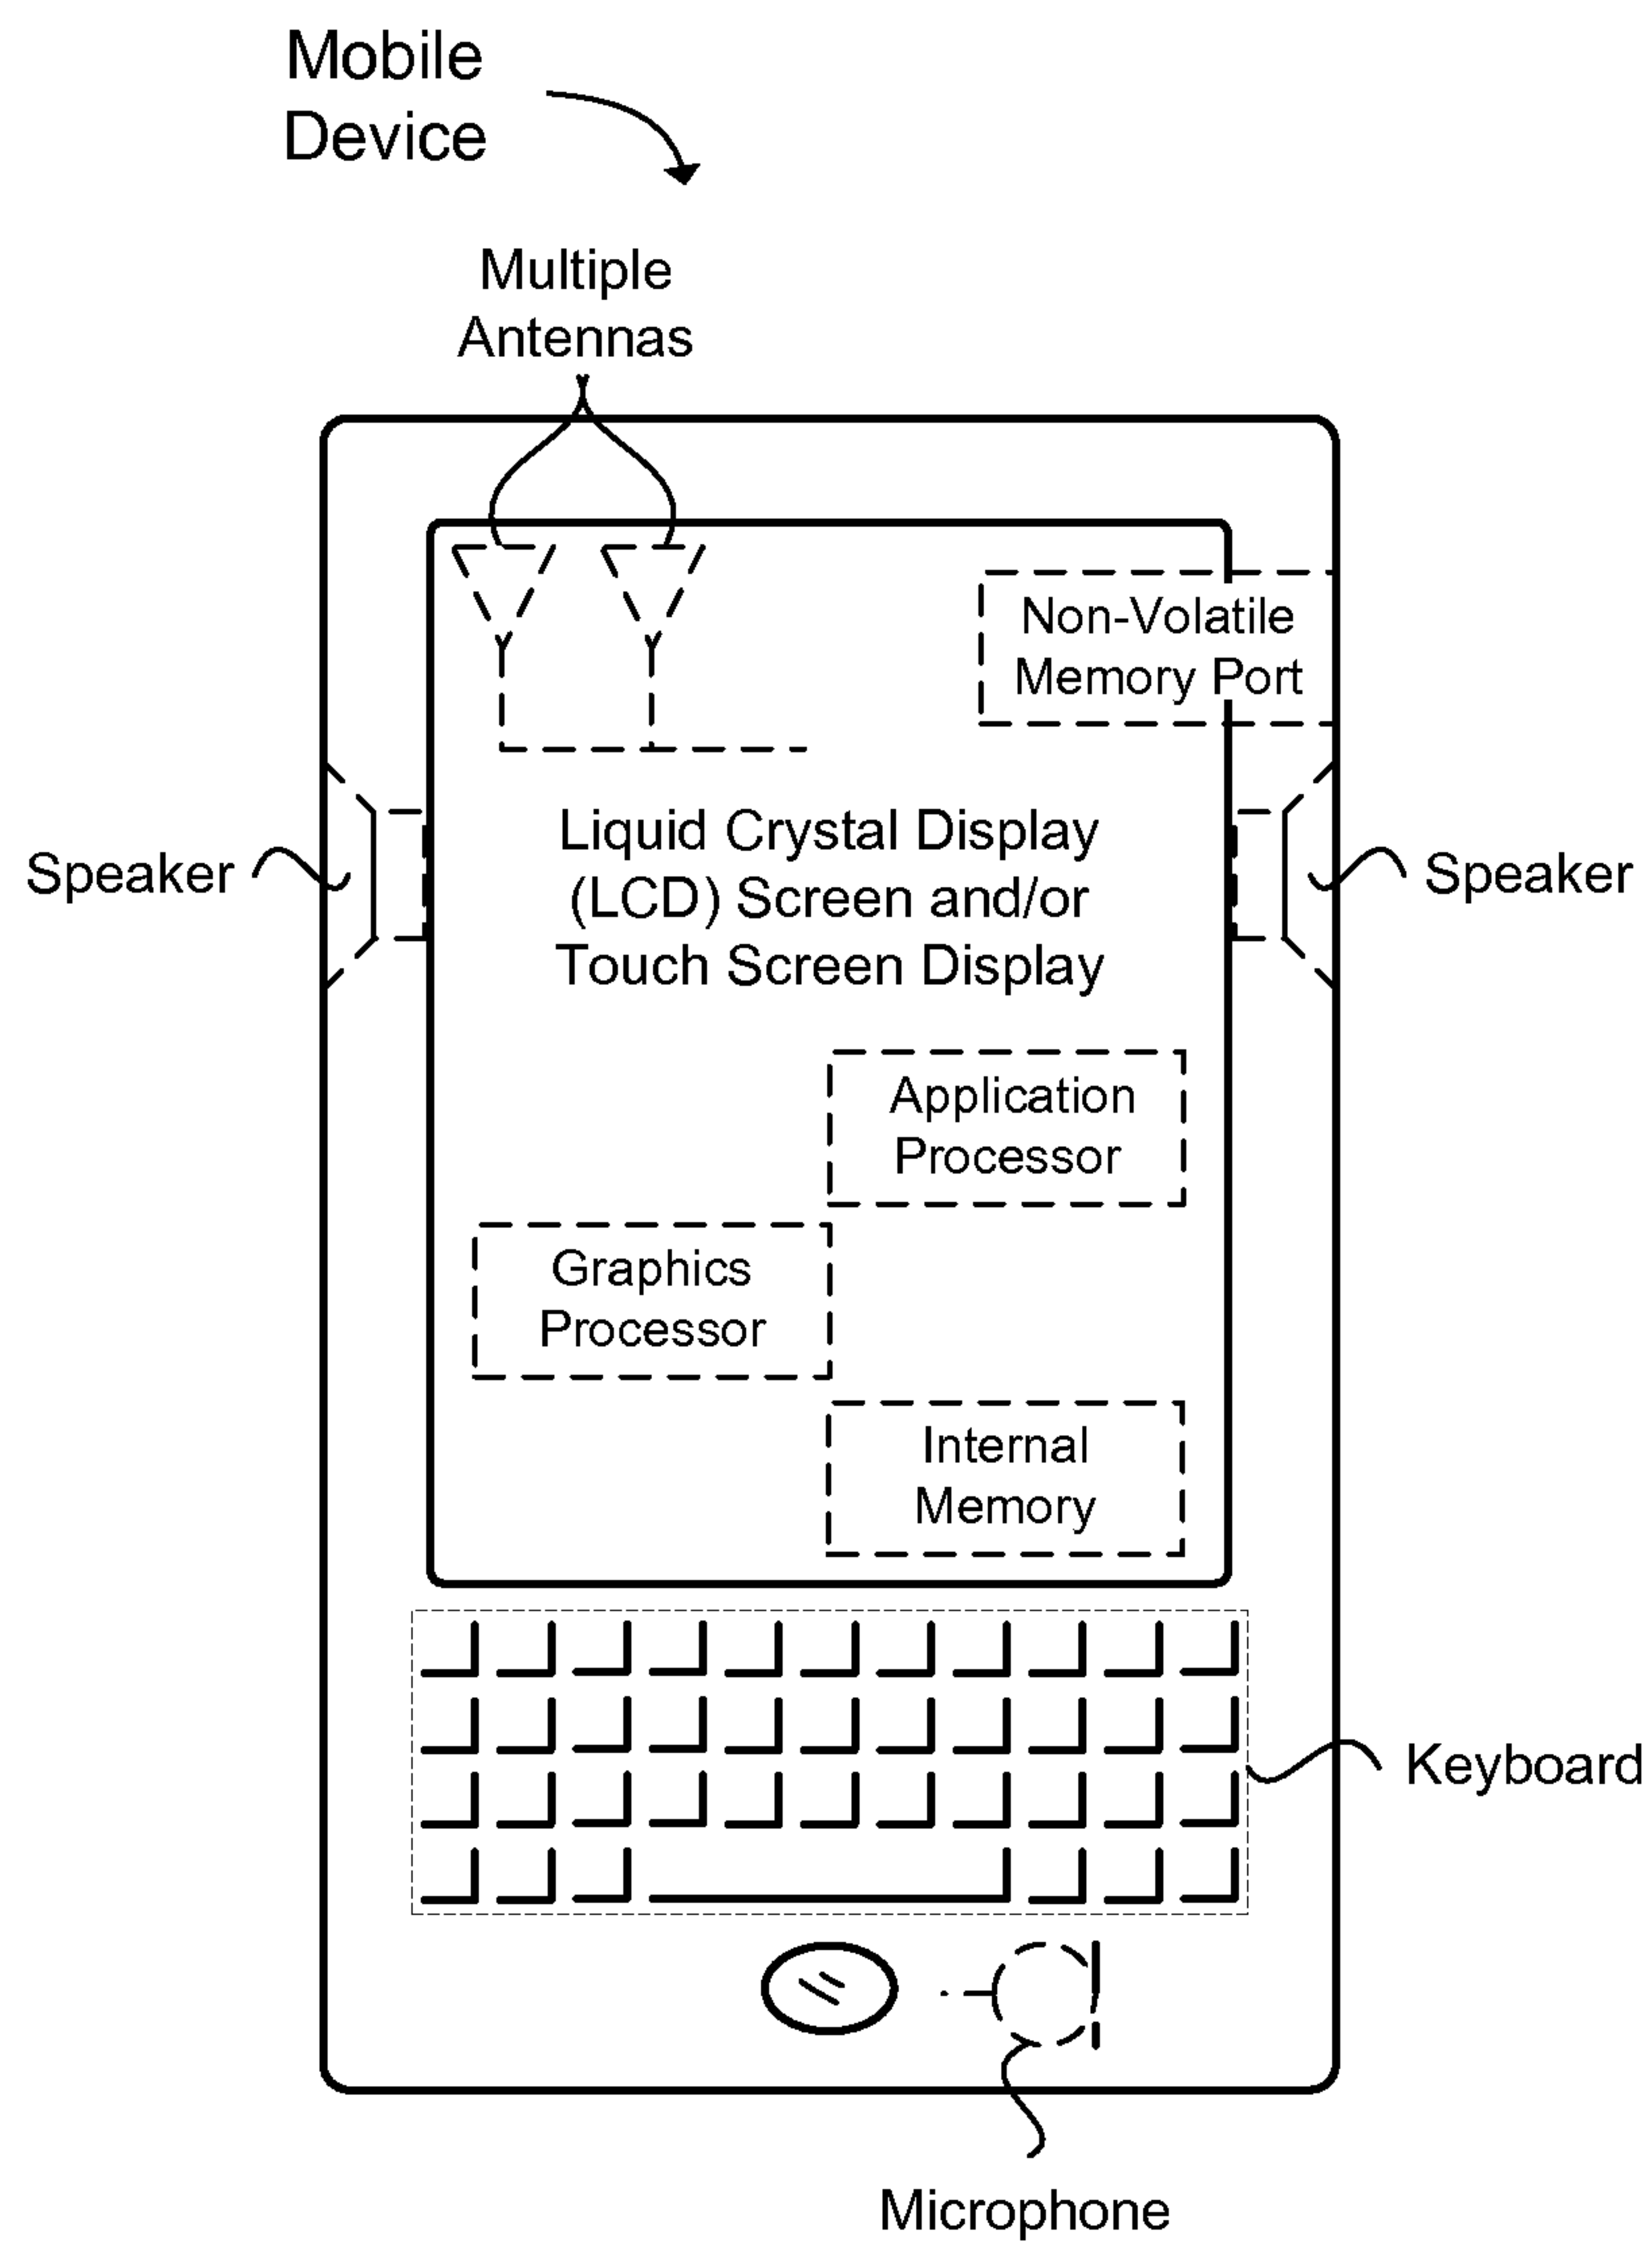 Mobile
Device
Multiple
Antennas
Non-Volatile
Memory Port
Liquid Crystal Display
(LCD) Screen and/or
Touch Screen Display
Speaker
Speaker
Application
Processor
Graphics
Processor
Internal
Memory
Keyboard
Microphone